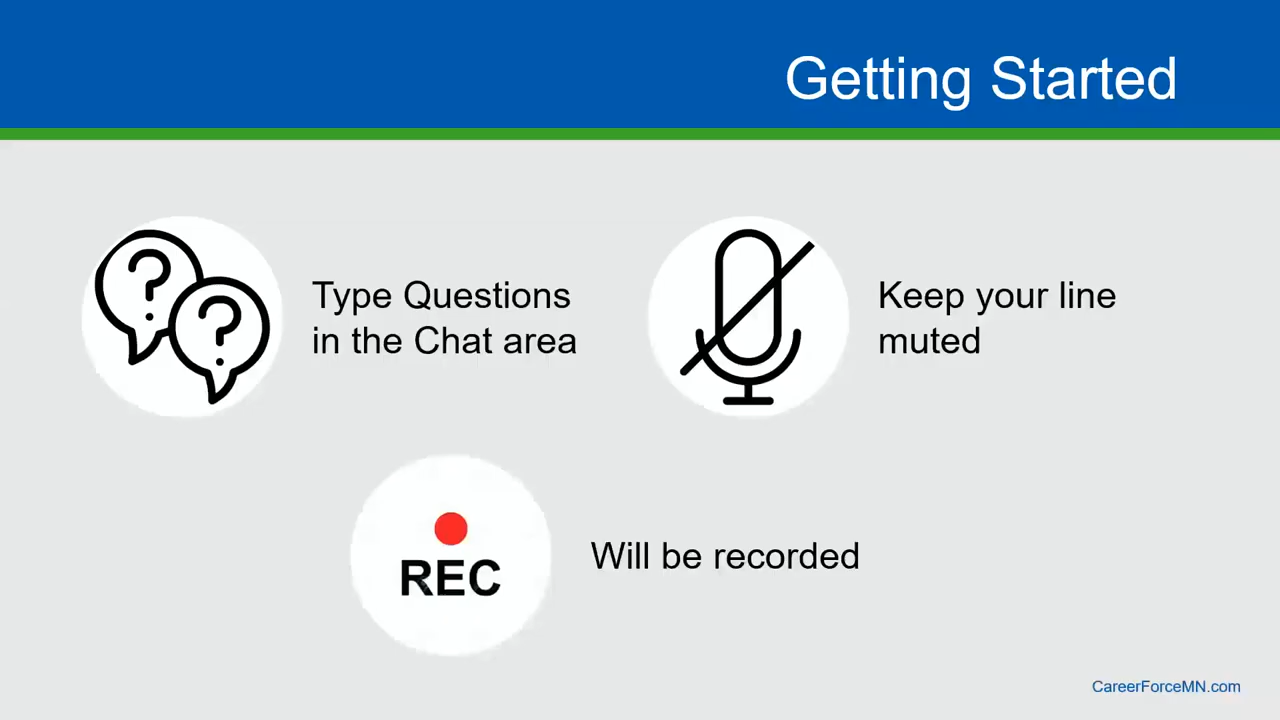 Getting Started
Type Questions
in the Chat area
Keep your line
muted
REC
Will be recorded
CareerForceMN.com